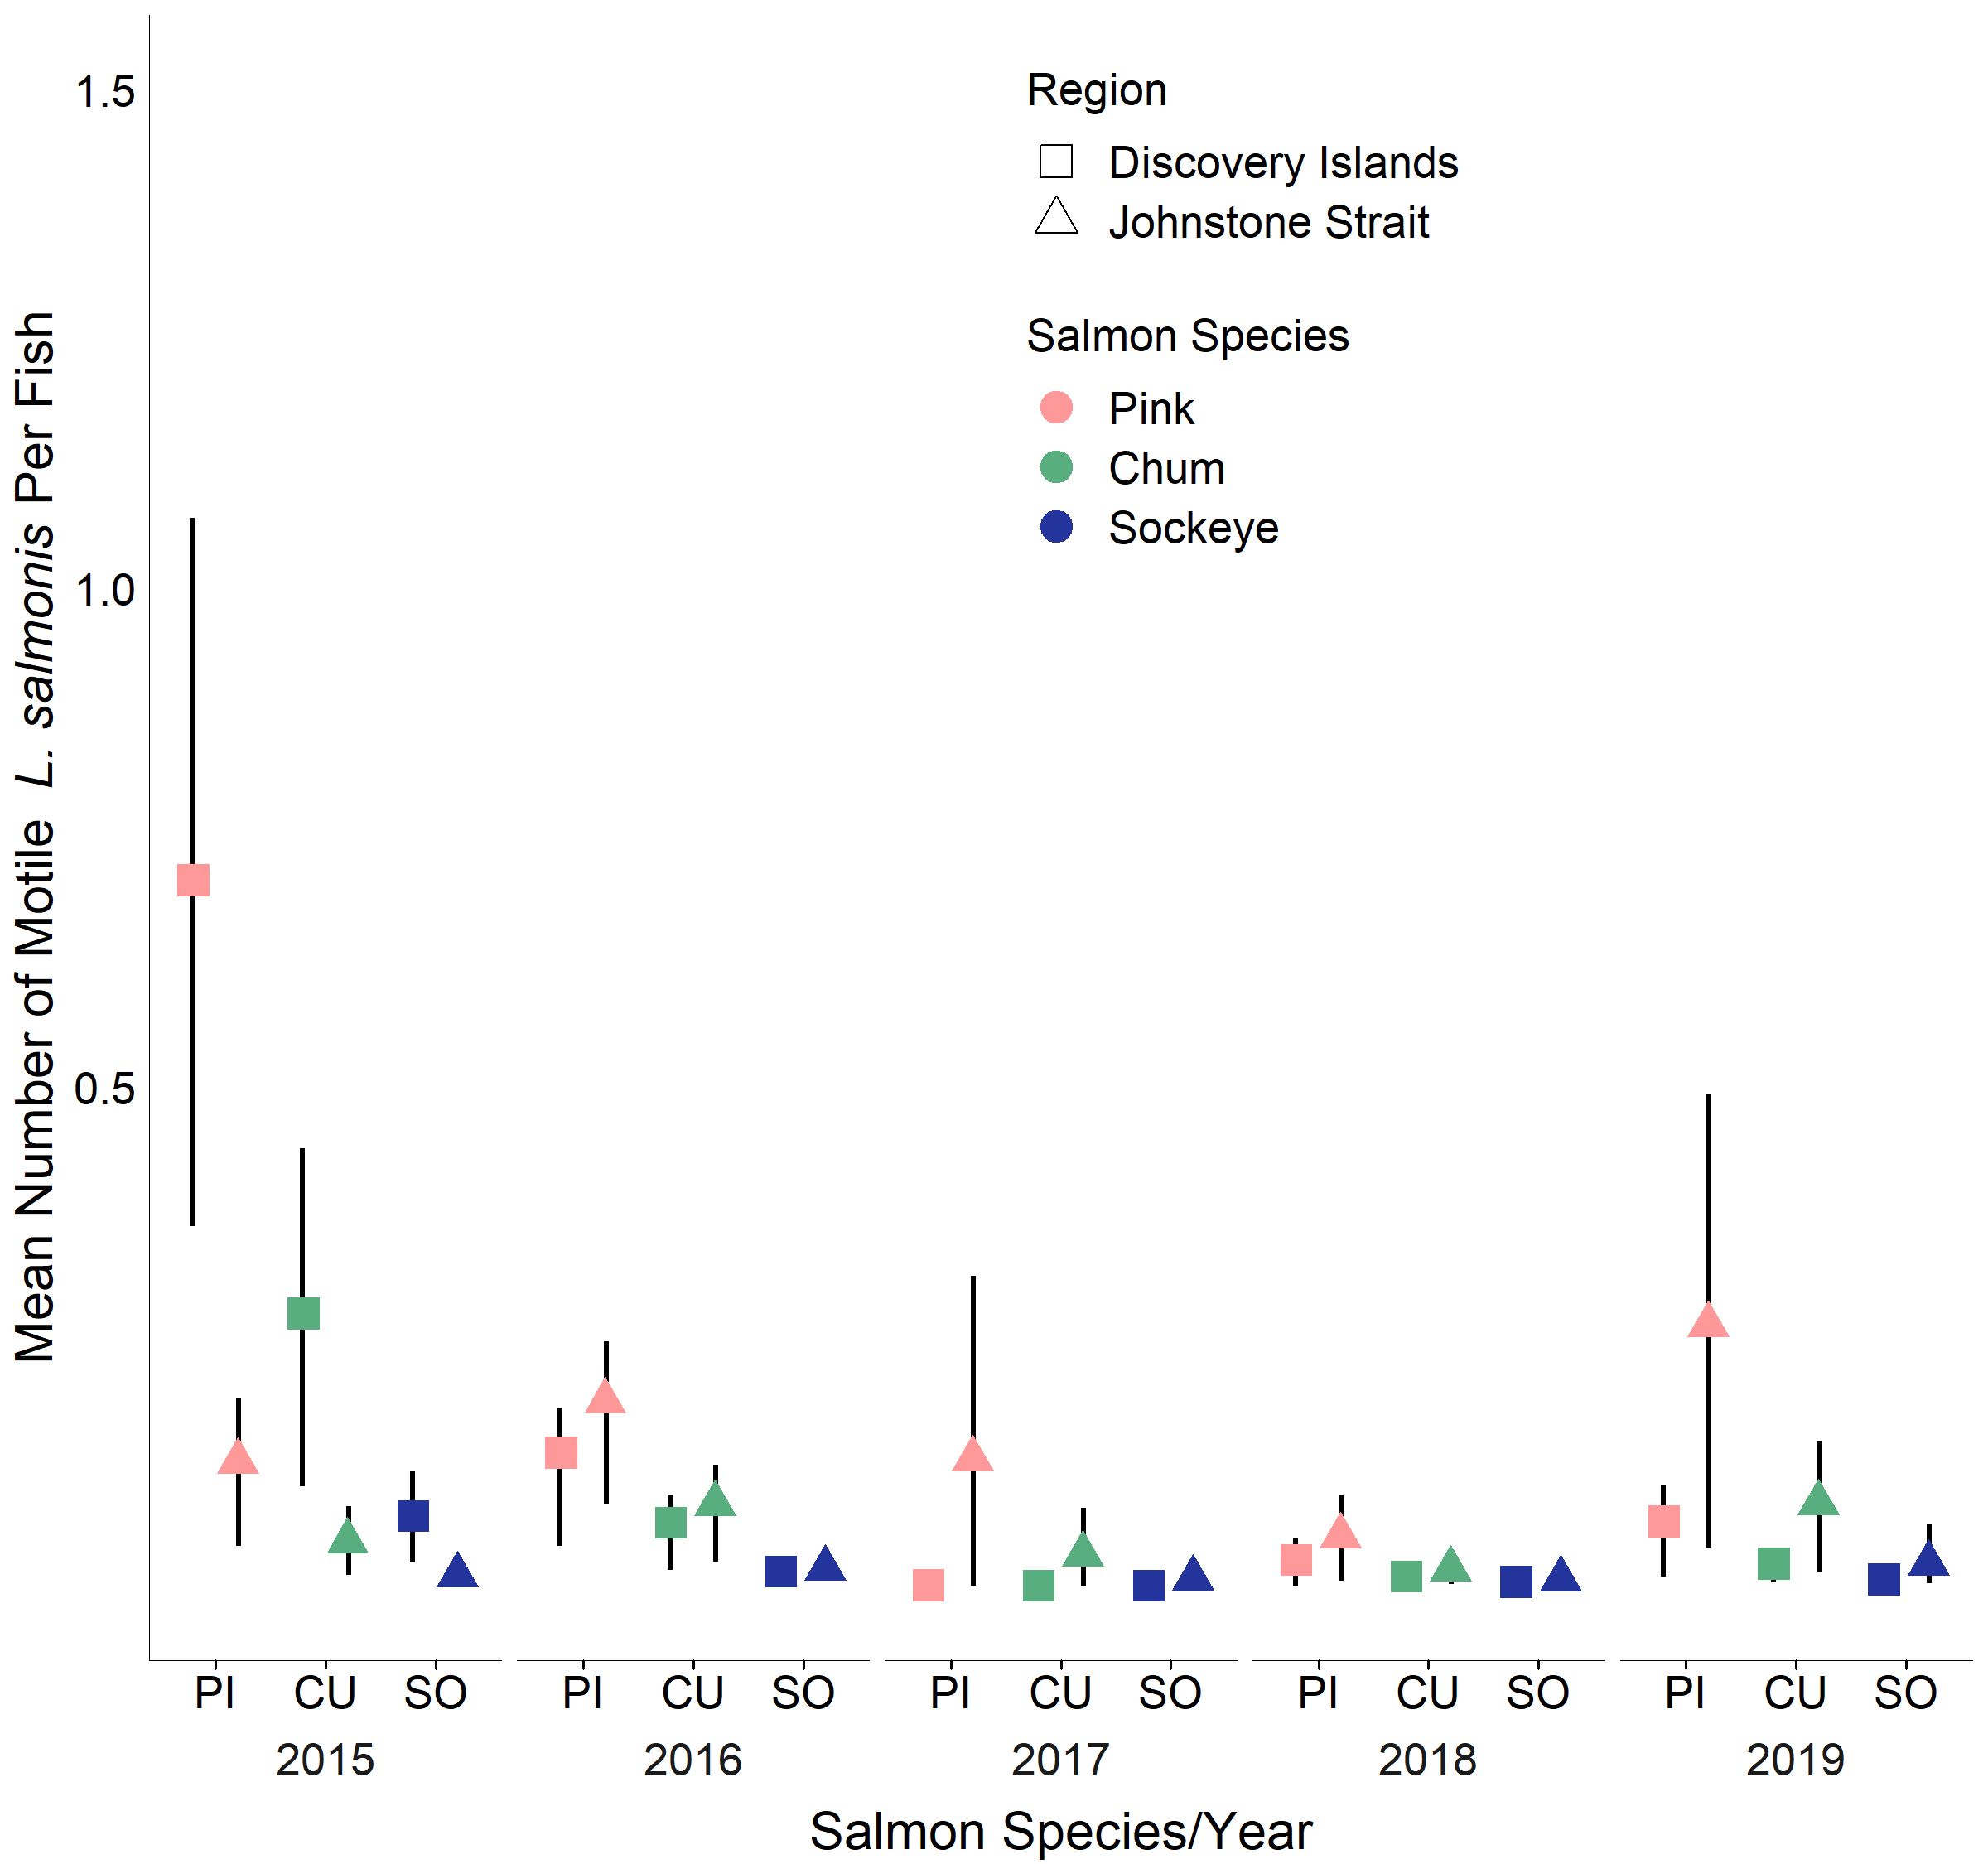 1.5
1.0
0.5
Mean Number of Motile L. salmonis Per Fish
Region
Discovery Islands
Johnstone Strait
Salmon Species
Pink
Chum
Sockeye
PI CU SO PI CU SO PI CU SO PI CU SO PI CU SO
2015 2016 2017 2018 2019
Salmon Species/Year